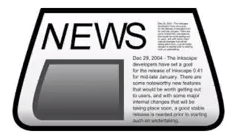 NEWS
Dec 29, 2004 - The Inkscape
developers have set a goal
for the release of Inkscape 0.41
for mid-late January. There are
some noteworthy new features
that would be worth getting out
to users, and with some major
internal changes that will be
taking place soon, a good stable
release is needed prior to starting
such an undertaking.